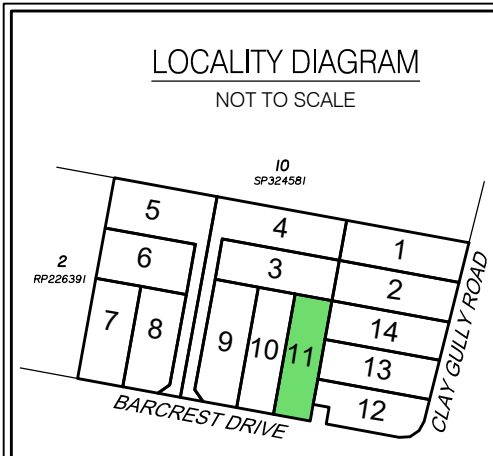 LOCALITY DIAGRAM
NOT TO SCALE
10
SP324581
5
4
1
2
RP226391
6
3
2
7
8
9
10
11
14
13
12
BARCREST DRIVE
CLAY GULLY ROAD